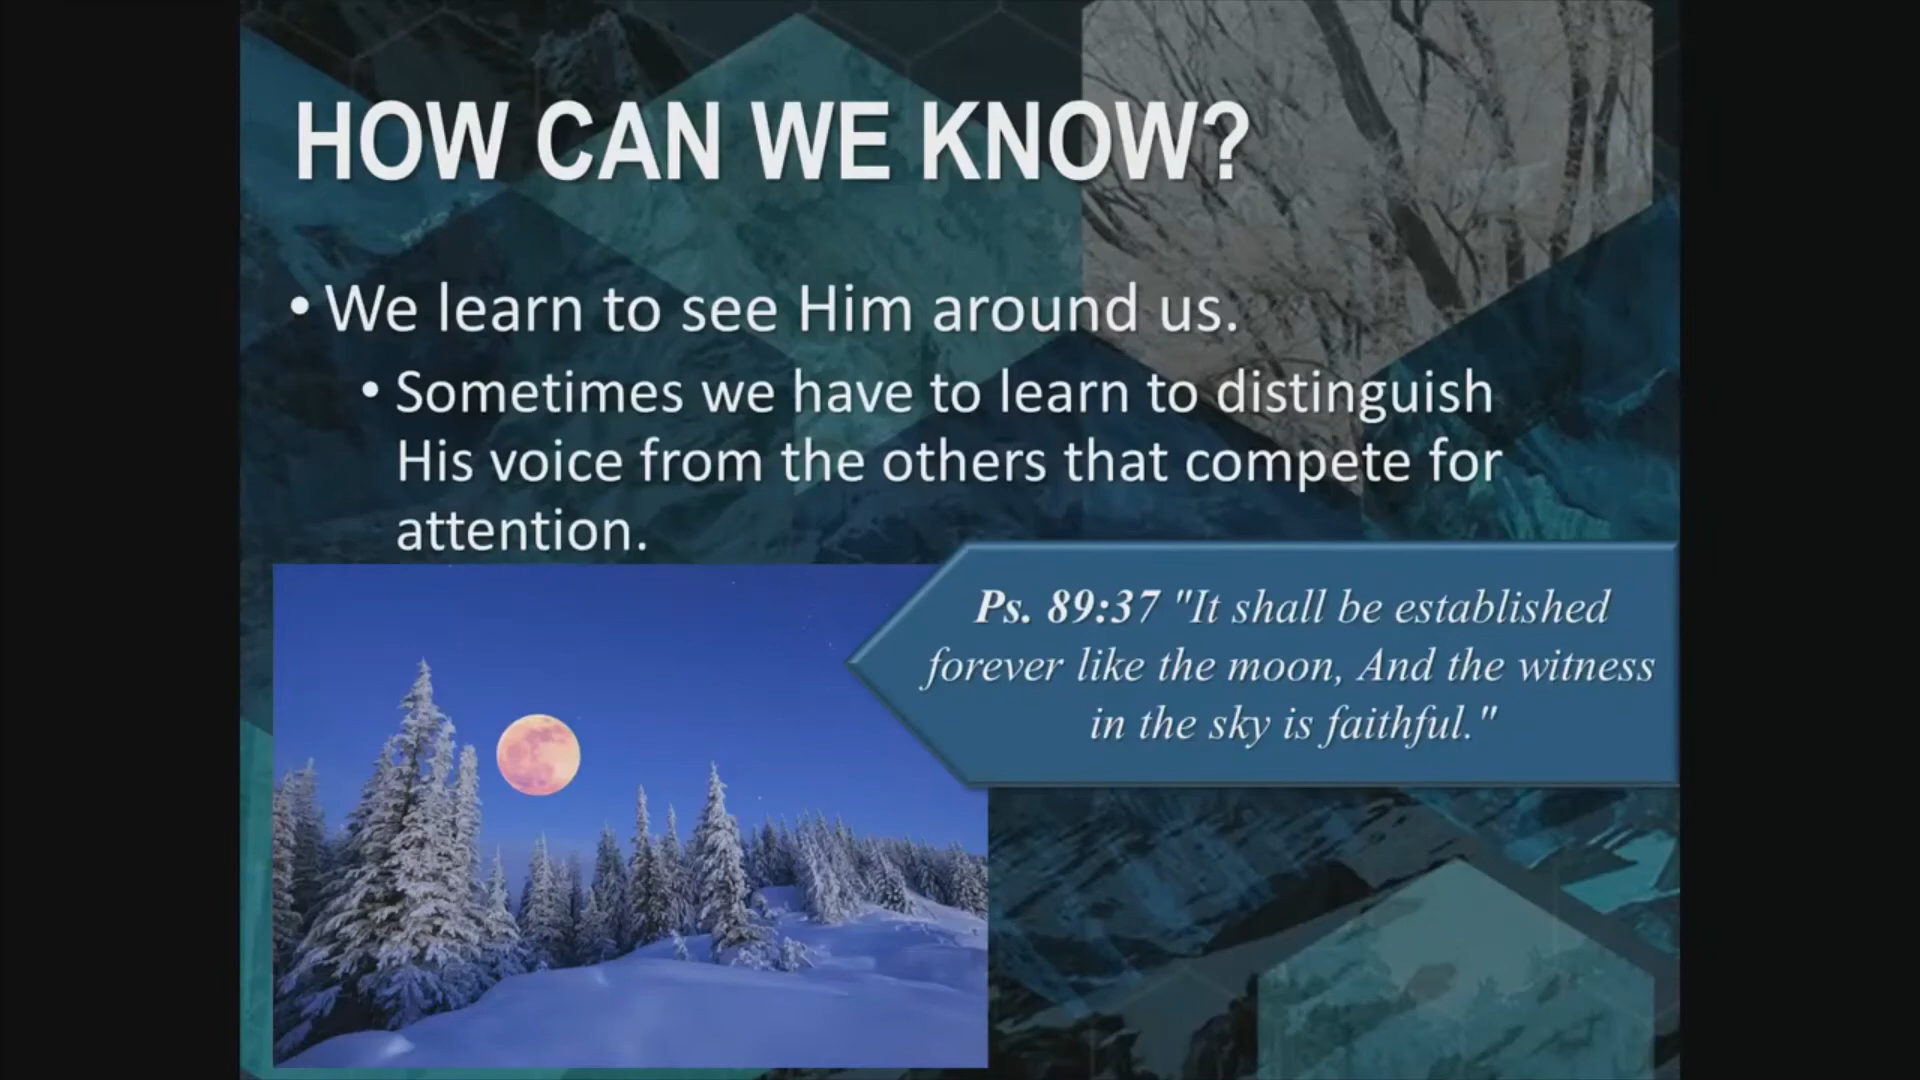 HOW CAN WE KNOW?
• We learn to see Him around us.
• Sometimes we have to learn to distinguish
His voice from the others that compete for
attention.
Ps. 89:37 "It shall be established
forever like the moon, And the witness
in the sky is faithful."